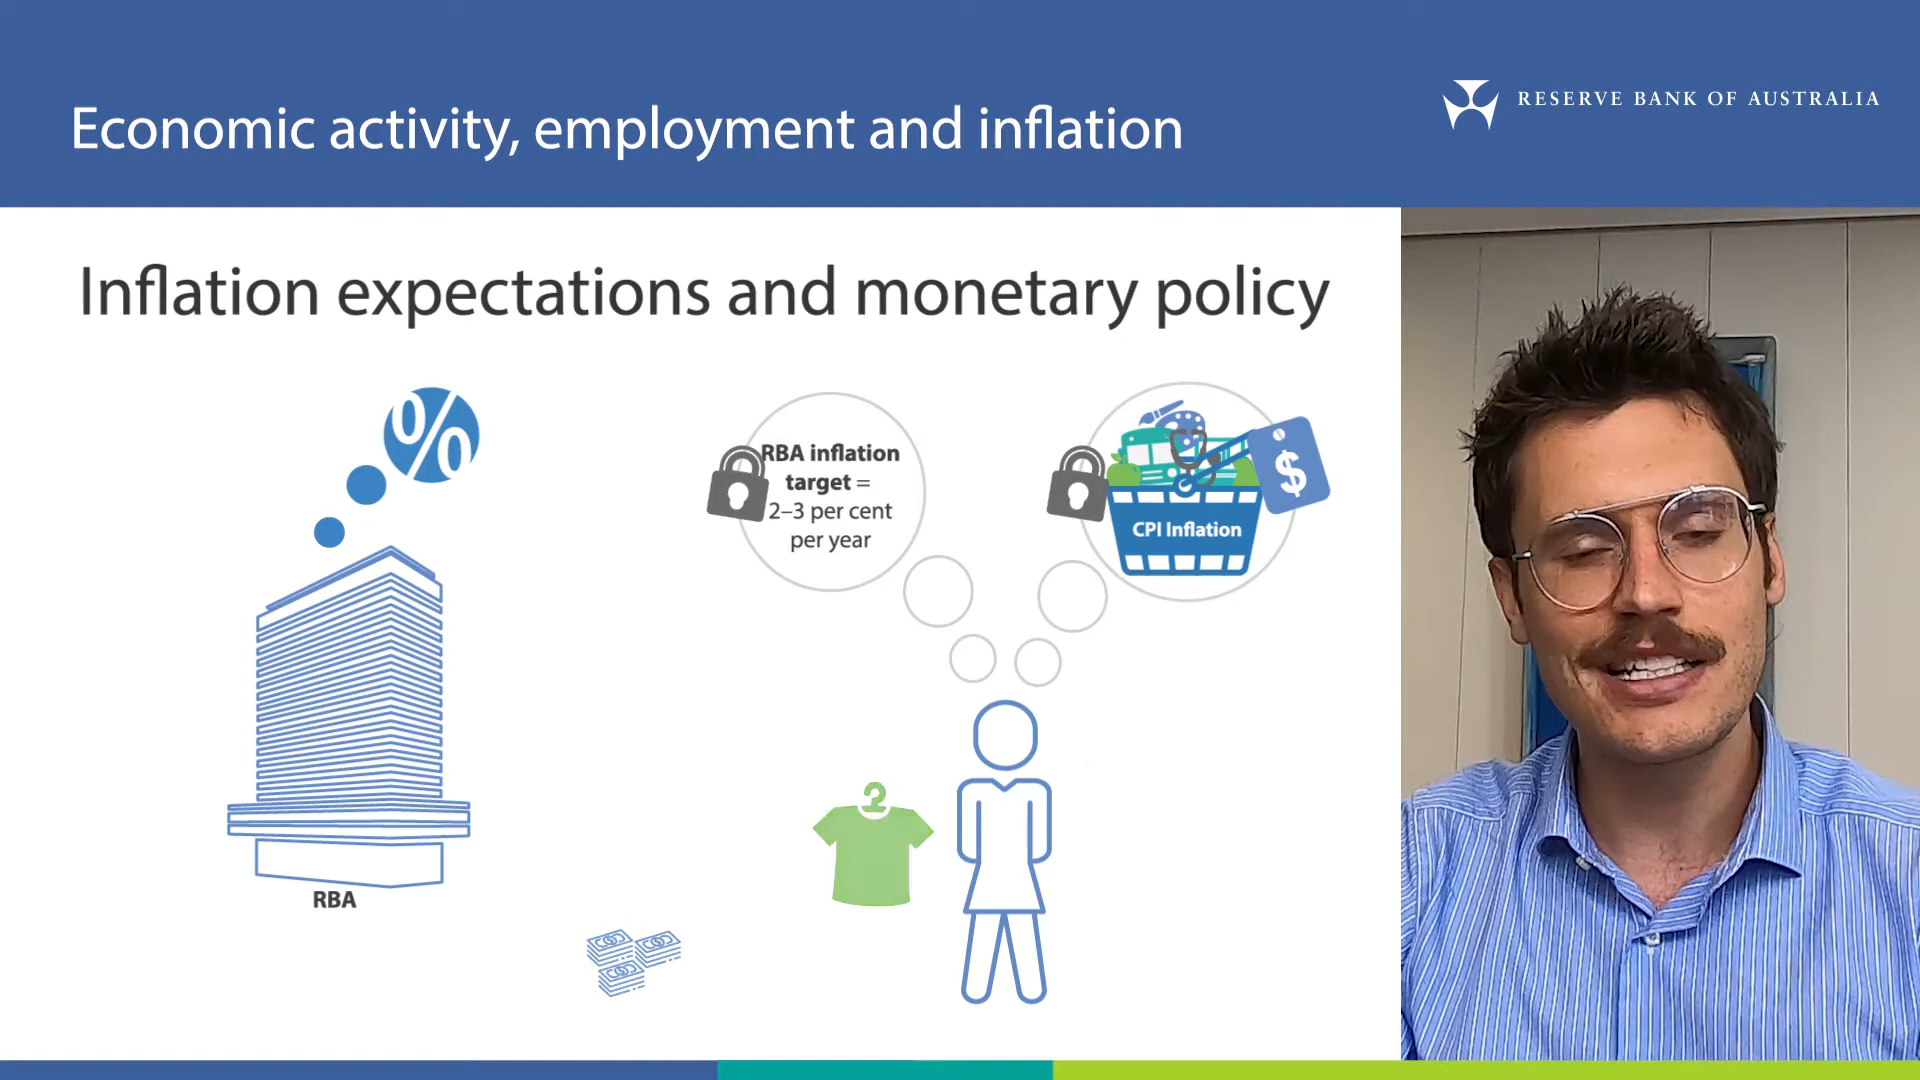 Economic activity, employment and inflation
RESERVE BANK OF AUSTRALIA
Inflation expectations and monetary policy
%
RBA inflation
target =
2–3 per cent
per year
$
CPI Inflation
RBA